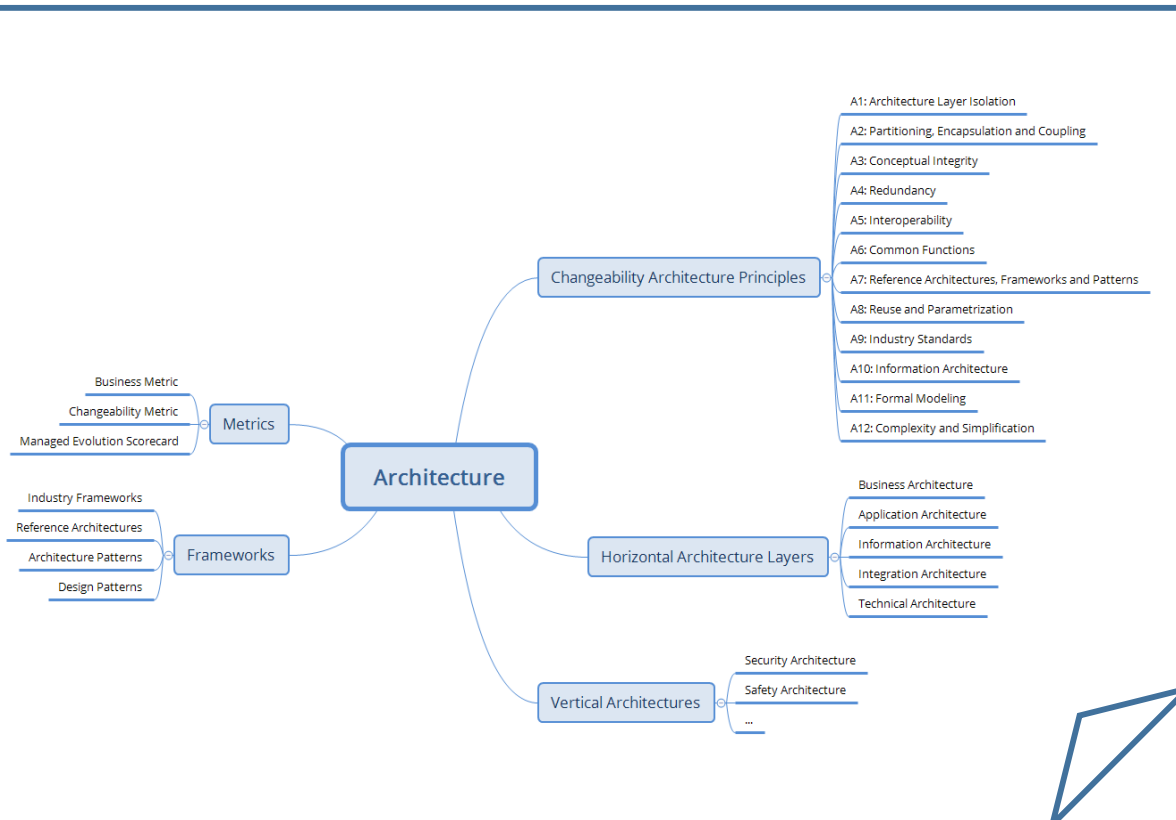 Architecture
Changeability Architecture Principles
A1: Architecture Layer Isolation
A2: Partitioning, Encapsulation and Coupling
A3: Conceptual Integrity
A4: Redundancy
A5: Interoperability
A6: Common Functions
A7: Reference Architectures, Frameworks and Patterns
A8: Reuse and Parametrization
A9: Industry Standards
A10: Information Architecture
A11: Formal Modeling
A12: Complexity and Simplification
Horizontal Architecture Layers
Business Architecture
Application Architecture
Information Architecture
Integration Architecture
Technical Architecture
Vertical Architectures
Security Architecture
Safety Architecture
...
Metrics
Business Metric
Changeability Metric
Managed Evolution Scorecard
Frameworks
Industry Frameworks
Reference Architectures
Architecture Patterns
Design Patterns